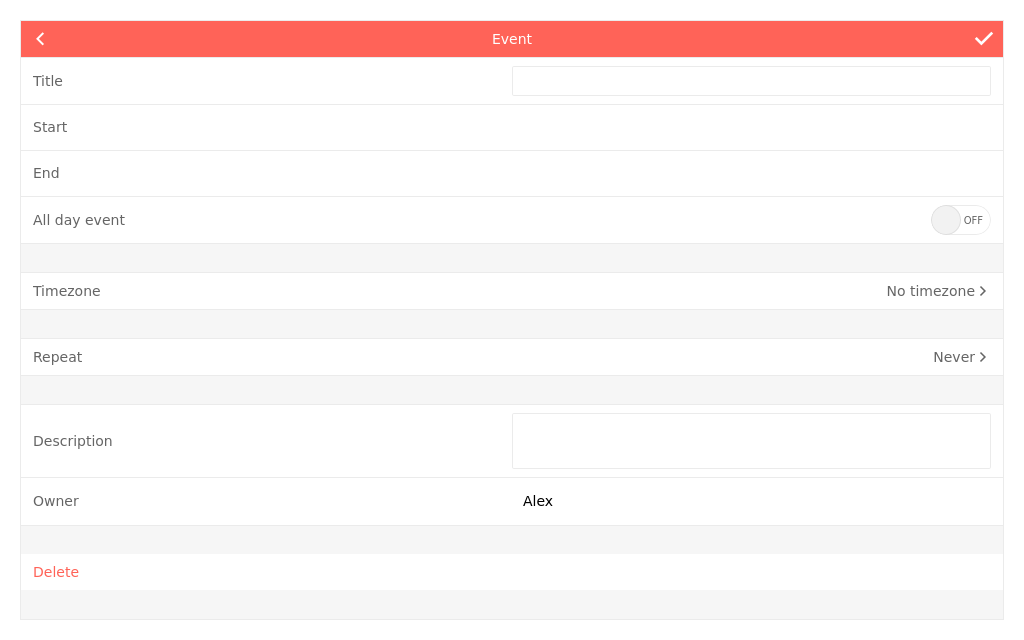 Event
Title
Start
End
All day event OFF
Timezone No timezone
Repeat Never
Description
Owner Alex
Delete